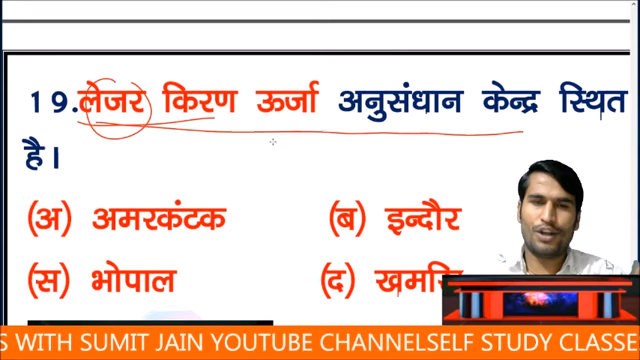 19. लेजर किरण ऊर्जा अनुसंधान केन्द्र स्थित
है।
(अ) अमरकंटक (ब) इन्दौर
(स) भोपाल (द)
S WITH SUMIT JAIN YOUTUBE CHANNELSELF STUDY CLASSE